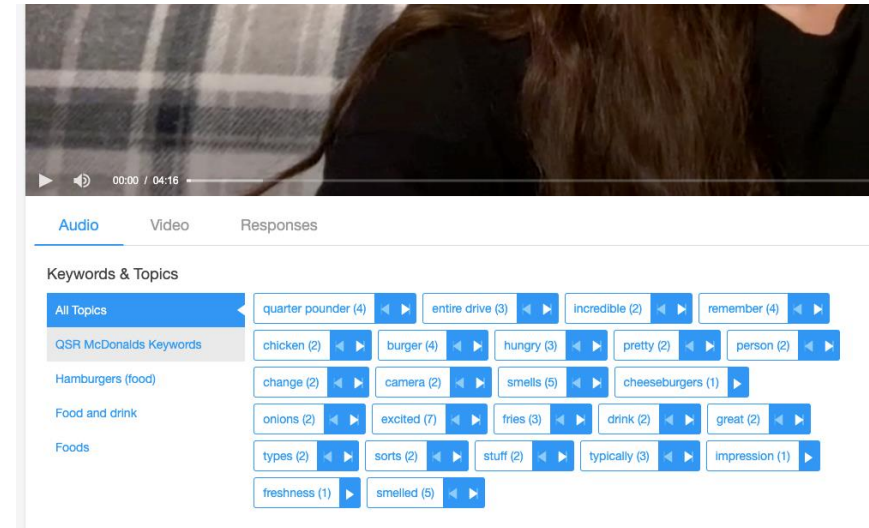 00:00 / 04:16
Audio Video Responses
Keywords & Topics
All Topics
QSR McDonalds Keywords
Hamburgers (food)
Food and drink
Foods
quarter pounder (4) entire drive (3) incredible (2) remember (4)
chicken (2) burger (4) hungry (3) pretty (2) person (2)
change (2) camera (2) smells (5) cheeseburgers (1)
onions (2) excited (7) fries (3) drink (2) great (2)
types (2) sorts (2) stuff (2) typically (3) impression (1)
freshness (1) smelled (5)